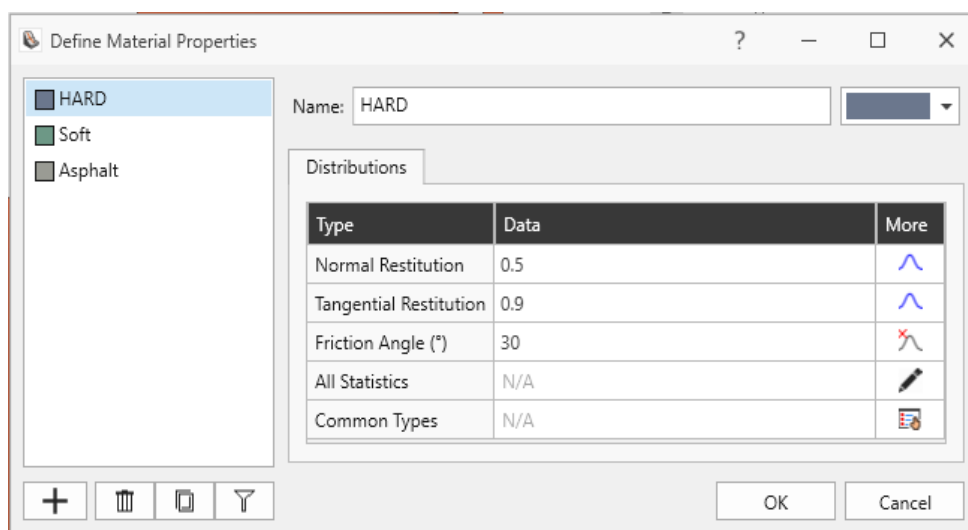 Define Material Properties ?
HARD
Soft
Asphalt
Name: HARD
Distributions
Type Data More
Normal Restitution 0.5
Tangential Restitution 0.9
Friction Angle (°) 30
All Statistics N/A
Common Types N/A
OK Cancel